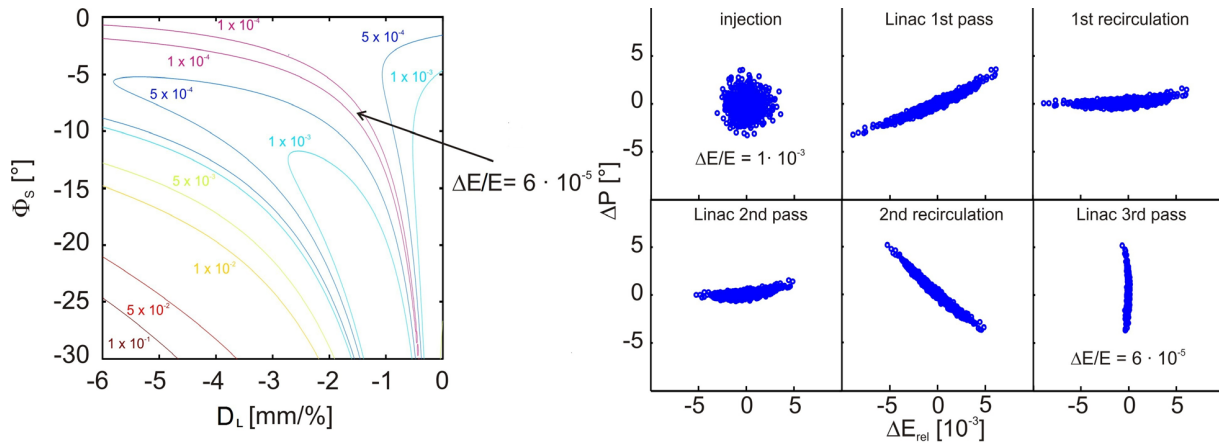 0
-5
-10
-15
-20
-25
-30
Φs [°]
-6
-5
-4
-3
-2
-1
0
DL [mm/%]
1 x 10⁻⁴
1 x 10⁻⁴
5 x 10⁻⁴
1 x 10⁻³
5 x 10⁻⁴
1 x 10⁻³
5 x 10⁻³
1 x 10⁻²
5 x 10⁻²
1 x 10⁻¹
ΔE/E= 6 · 10⁻⁵
injection
Linac 1st pass
1st recirculation
5
0
-5
ΔE/E = 1· 10⁻³
ΔP [°]
Linac 2nd pass
2nd recirculation
Linac 3rd pass
5
0
-5
ΔE/E = 6 · 10⁻⁵
-5 0 5
-5 0 5
-5 0 5
ΔErel [10⁻³]